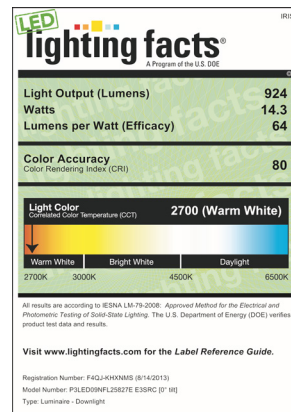 IRIS
LED
lighting facts®
A Program of the U.S. DOE
Light Output (Lumens) 924
Watts 14.3
Lumens per Watt (Efficacy) 64
Color Accuracy
Color Rendering Index (CRI) 80
Light Color
Correlated Color Temperature (CCT) 2700 (Warm White)
Warm White Bright White Daylight
2700K 3000K 4500K 6500K
All results are according to IESNA LM-79-2008: Approved Method for the Electrical and
Photometric Testing of Solid-State Lighting. The U.S. Department of Energy (DOE) verifies
product test data and results.
Visit www.lightingfacts.com for the Label Reference Guide.
Registration Number: F4QJ-KHXNMS (8/14/2013)
Model Number: P3LED09NFL25827E E3SRC [0° tilt]
Type: Luminaire - Downlight